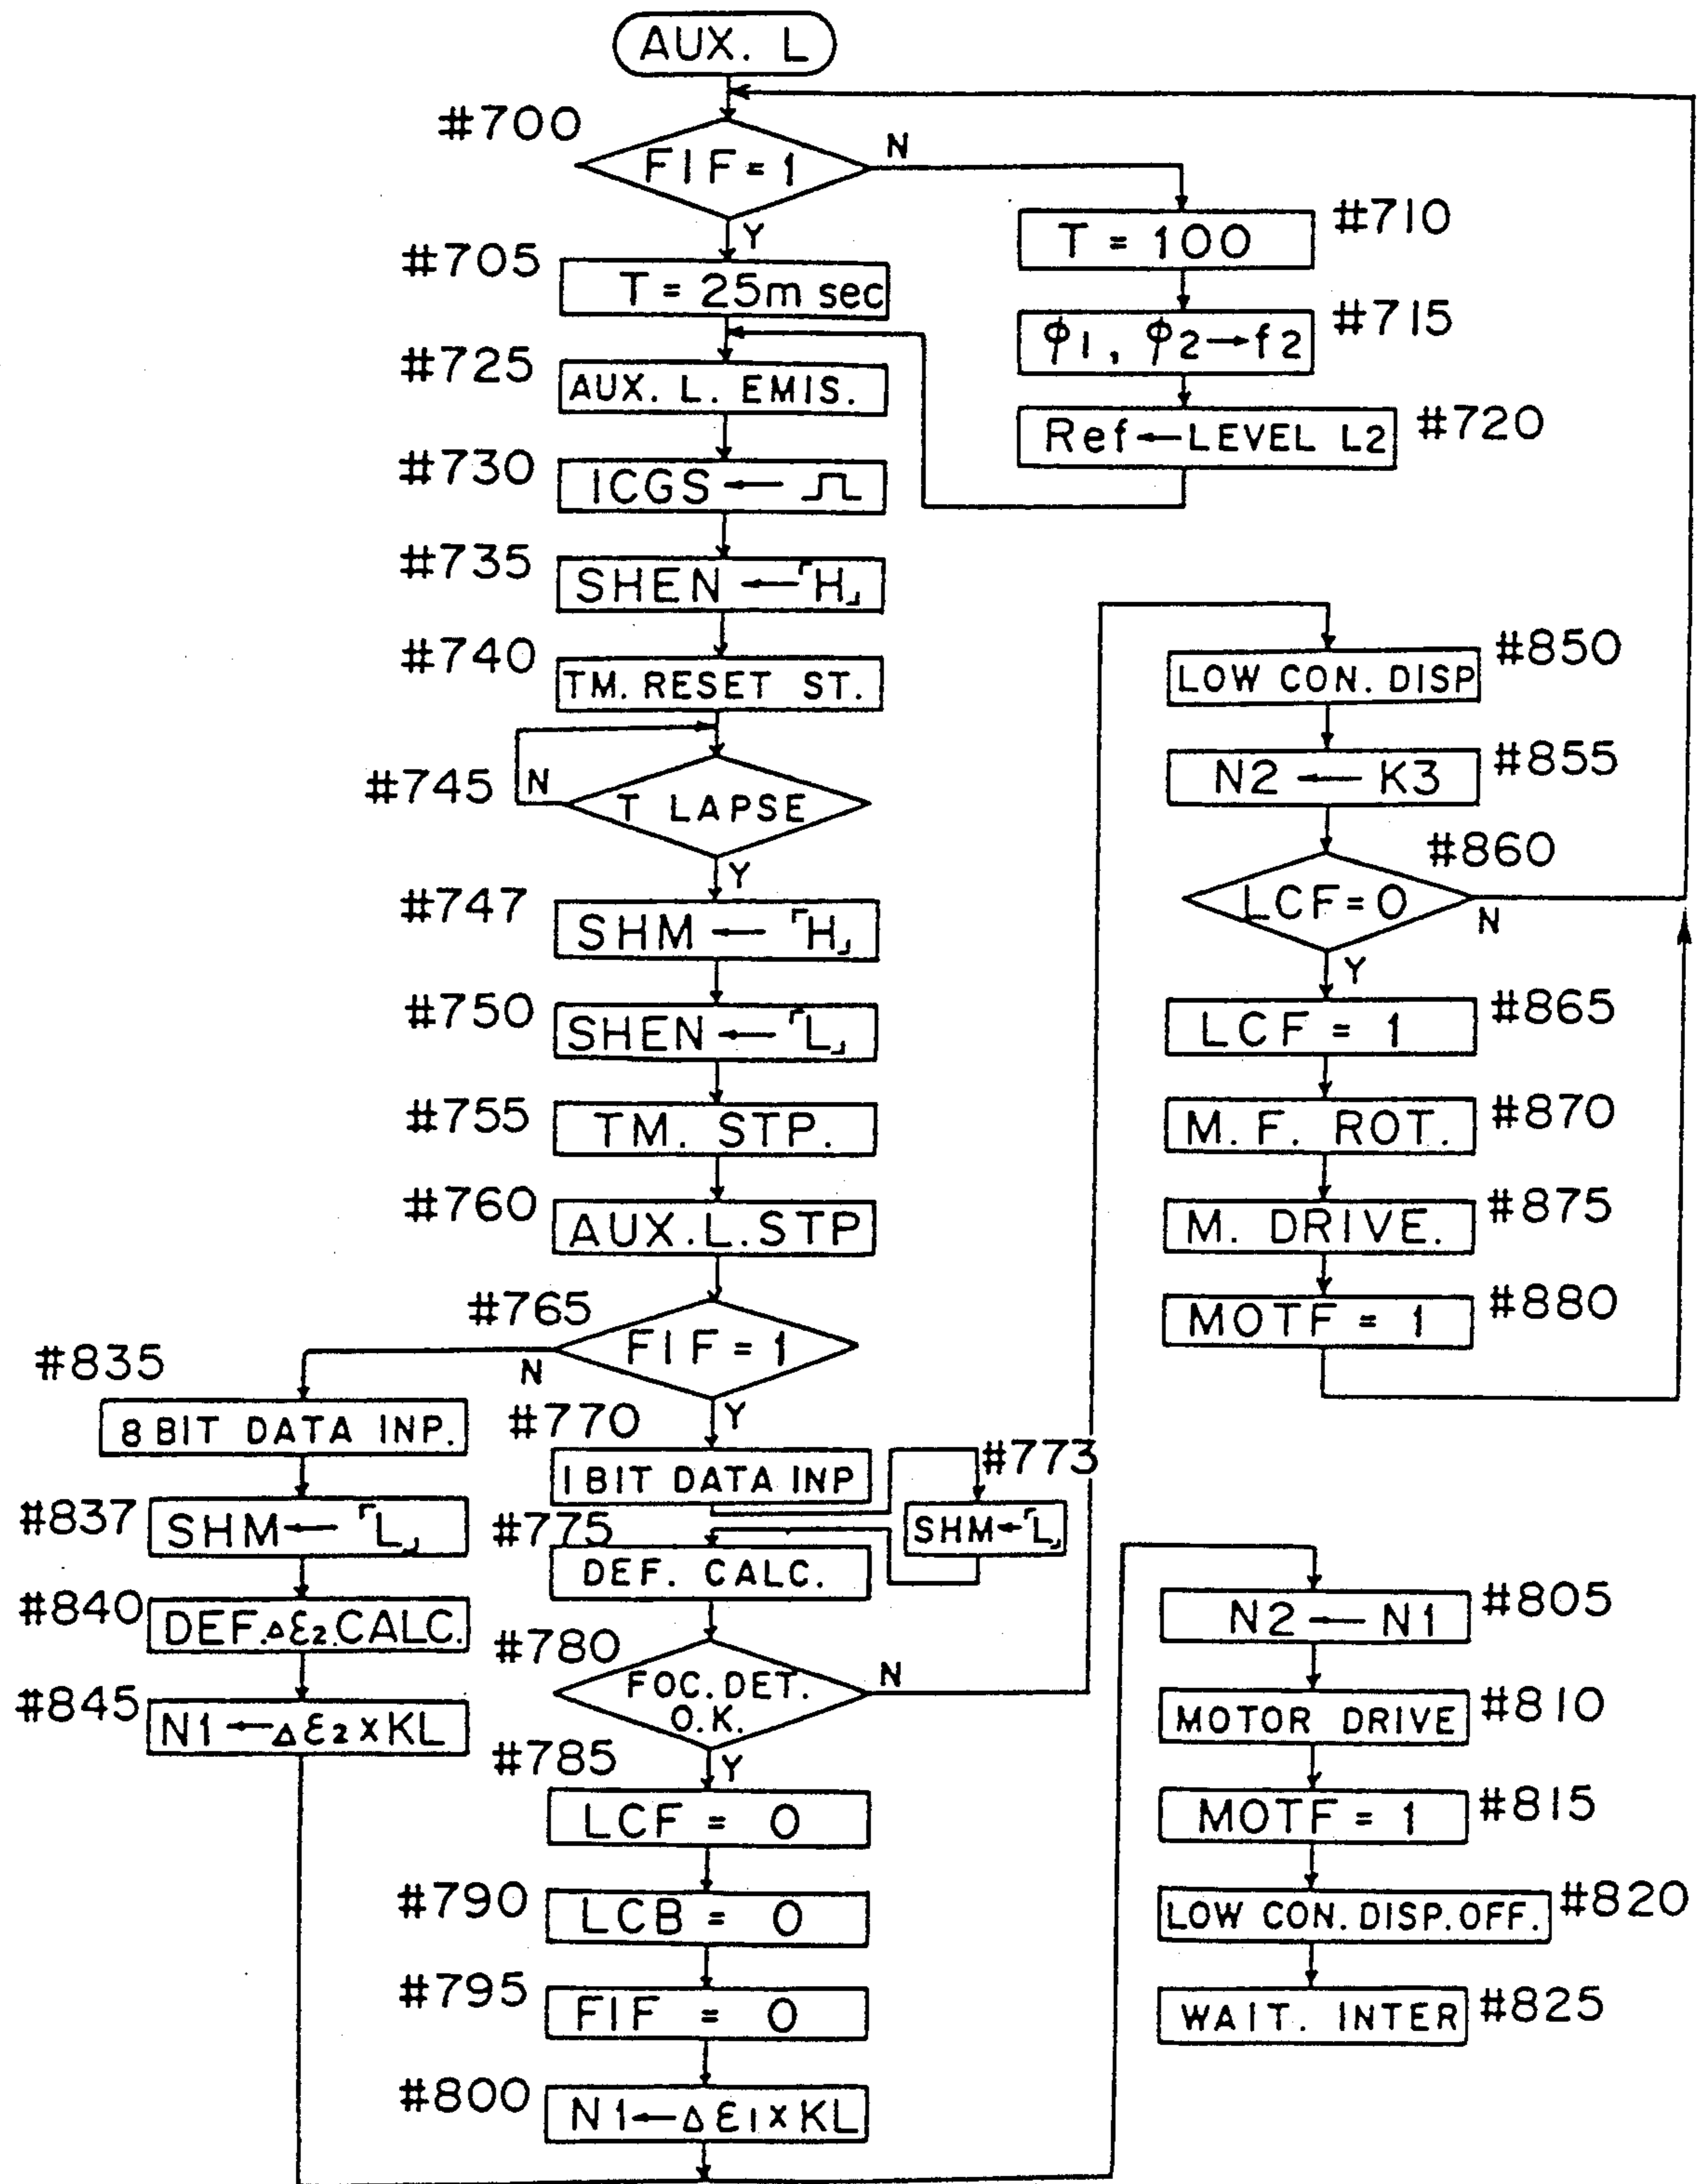 AUX. L
#700
FIF=1
N
Y
#705
T = 25m sec
#710
T = 100
#715
φ1, φ2→f2
#720
Ref←LEVEL L2
#725
AUX. L. EMIS.
#730
ICGS ←
#735
SHEN ←「H」
#740
TM. RESET ST.
#745
N
T LAPSE
Y
#747
SHM ← 「H」
#750
SHEN ← 「L」
#755
TM. STP.
#760
AUX.L.STP
#765
FIF=1
N
Y
#835
8 BIT DATA INP.
#837
SHM← 「L」
#840
DEF.Δε2.CALC.
#845
N1←Δε2×KL
#770
1 BIT DATA INP
#773
SHM←「L」
#775
DEF. CALC.
#780
FOC.DET.
O.K.
N
Y
#785
LCF = 0
#790
LCB = 0
#795
FIF = 0
#800
N1←Δε1×KL
#850
LOW CON. DISP
#855
N2 ← K3
#860
LCF=0
N
Y
#865
LCF = 1
#870
M. F. ROT.
#875
M. DRIVE.
#880
MOTF = 1
#805
N2 ← N1
#810
MOTOR DRIVE
#815
MOTF = 1
#820
LOW CON. DISP. OFF.
#825
WAIT. INTER